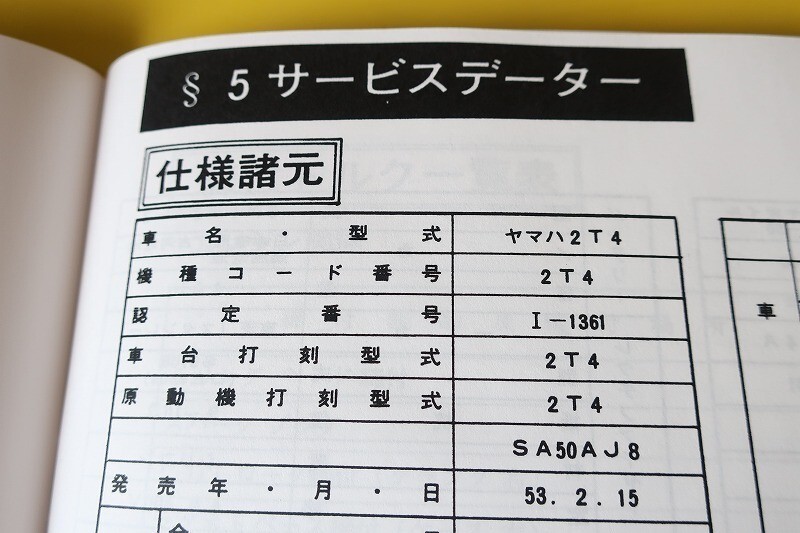 § 5 サービスデーター
仕様諸元
車名・型式 ヤマハ2T4
機種コード番号 2T4
認定番号 I-1361
車台打刻型式 2T4
原動機打刻型式 2T4
SA50AJ8
発売年・月・日 53. 2. 15
車